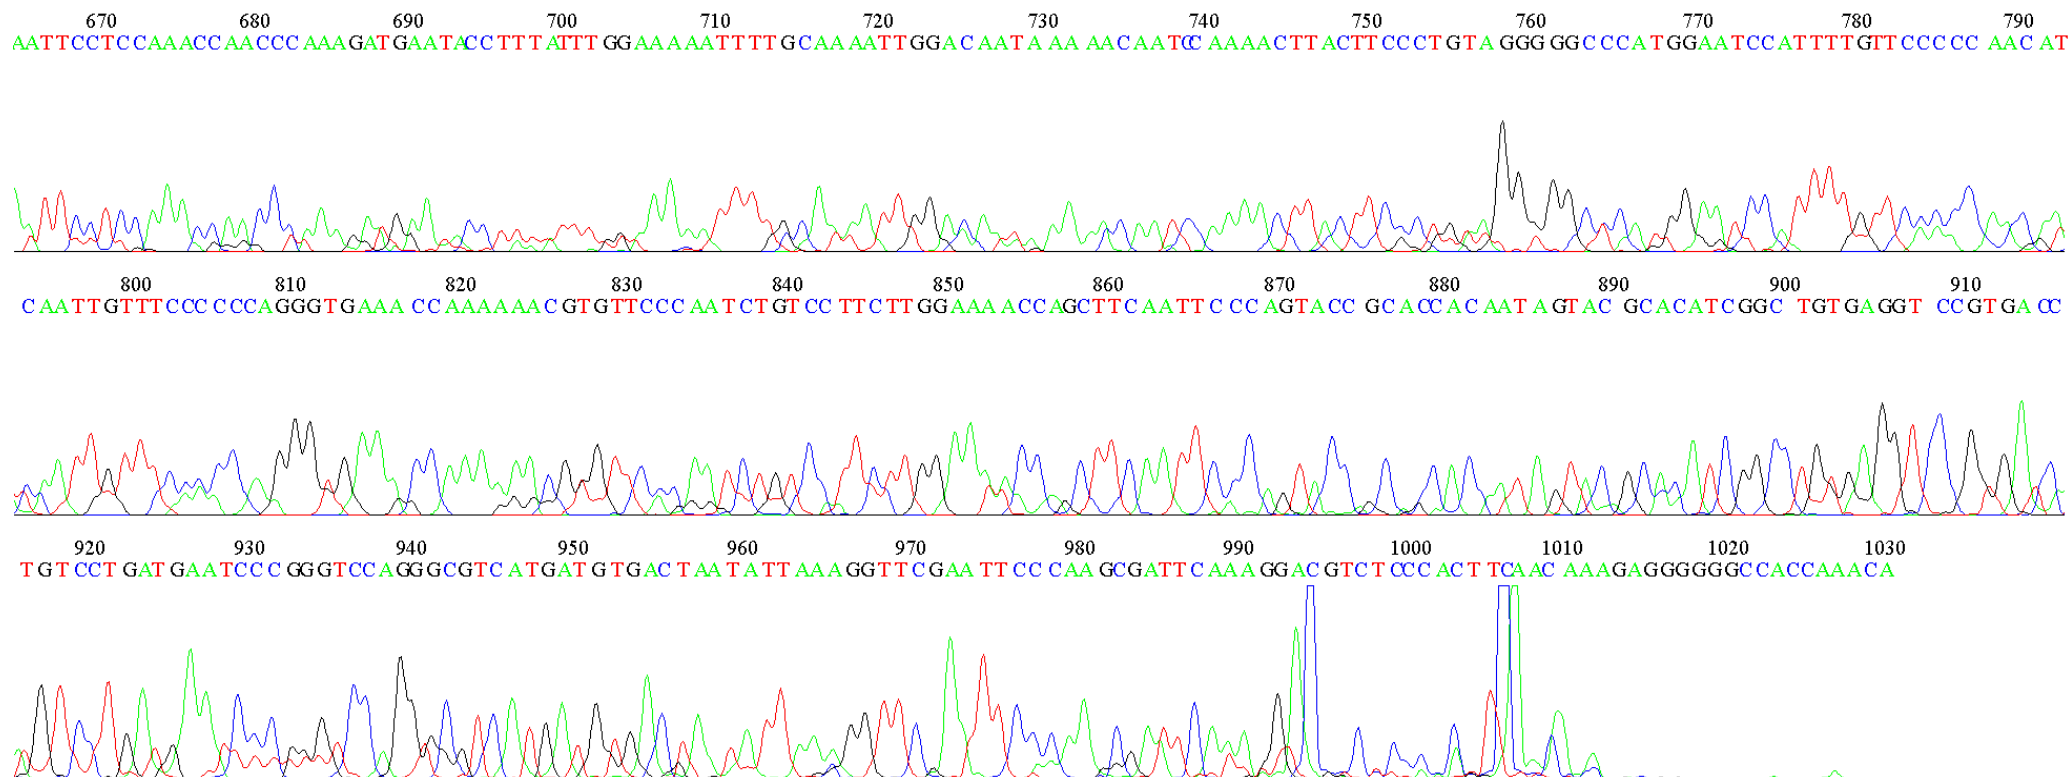 670 680 690 700 710 720 730 740 750 760 770 780 790
AATTCCTCCAAACCAACCCAAAGATGAATACCTTTATTTGGAAAAATTTTGCAAAATTGGACAATAAAAACAATCCAAAACTTACTTCCCTGTAGGGGGCCCATGGAATCCATTTTGTTCCCCCCAACAT
800 810 820 830 840 850 860 870 880 890 900 910
CAATTGTTTCCCCCCAGGGTGAAACCAAAAAACGTGTTCCCAATCTGTCCTTCTTGGAAAACCAGCTTCAATTCCCAGTACCGCACCACAATAGTACGCACATCGGCTGTGAGGTCCGTGACC
920 930 940 950 960 970 980 990 1000 1010 1020 1030
TGTCCTGATGAATCCCGGGTCCAGGGCGTCATGATGTGACTAATATTAAAGGTTCGAATTCCCAAGCGATTCAAAGGACGTCTCCCACTTCAACAAAGAGGGGGGCCACCAAACA